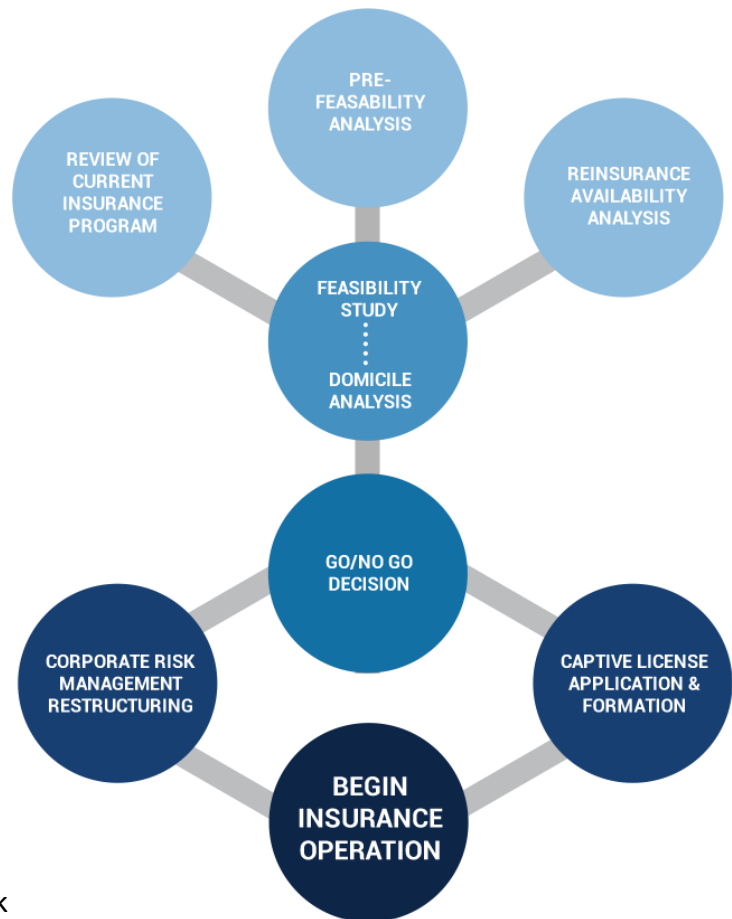 PRE-
FEASABILITY
ANALYSIS
REVIEW OF
CURRENT
INSURANCE
PROGRAM
REINSURANCE
AVAILABILITY
ANALYSIS
FEASIBILITY
STUDY
DOMICILE
ANALYSIS
GO/NO GO
DECISION
CORPORATE RISK
MANAGEMENT
RESTRUCTURING
CAPTIVE LICENSE
APPLICATION &
FORMATION
BEGIN
INSURANCE
OPERATION
k